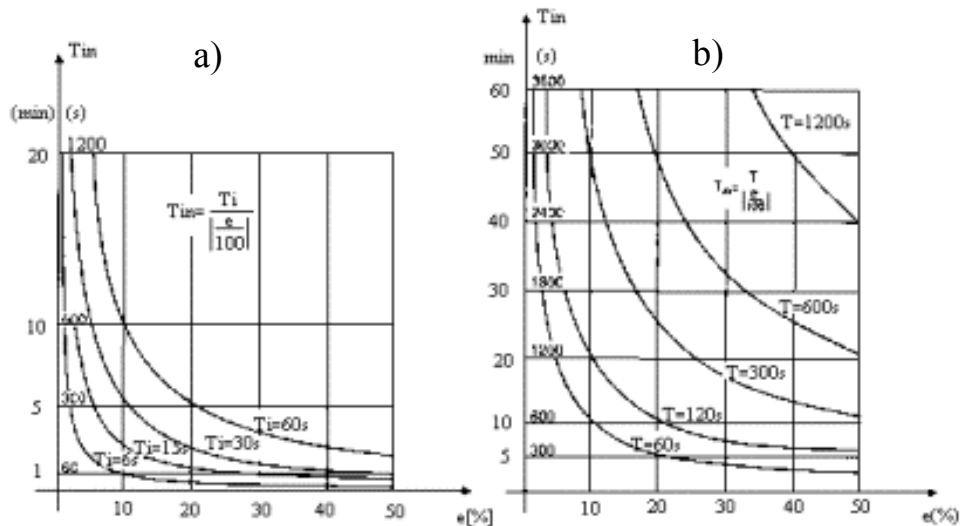 a)
Tin
(min) (s)
1200
20
Tin= Ti / |e/100|
10
5
300
1
60
Ti=60s
Ti=30s
Ti=15s
Ti=6s
10 20 30 40 50
e[%]
b)
Tin
min (s)
60
3600
50
40
2400
30
1800
20
1200
10
600
5
300
T=1200s
T=600s
T=300s
T=120s
T=60s
10 20 30 40 50
e(%)